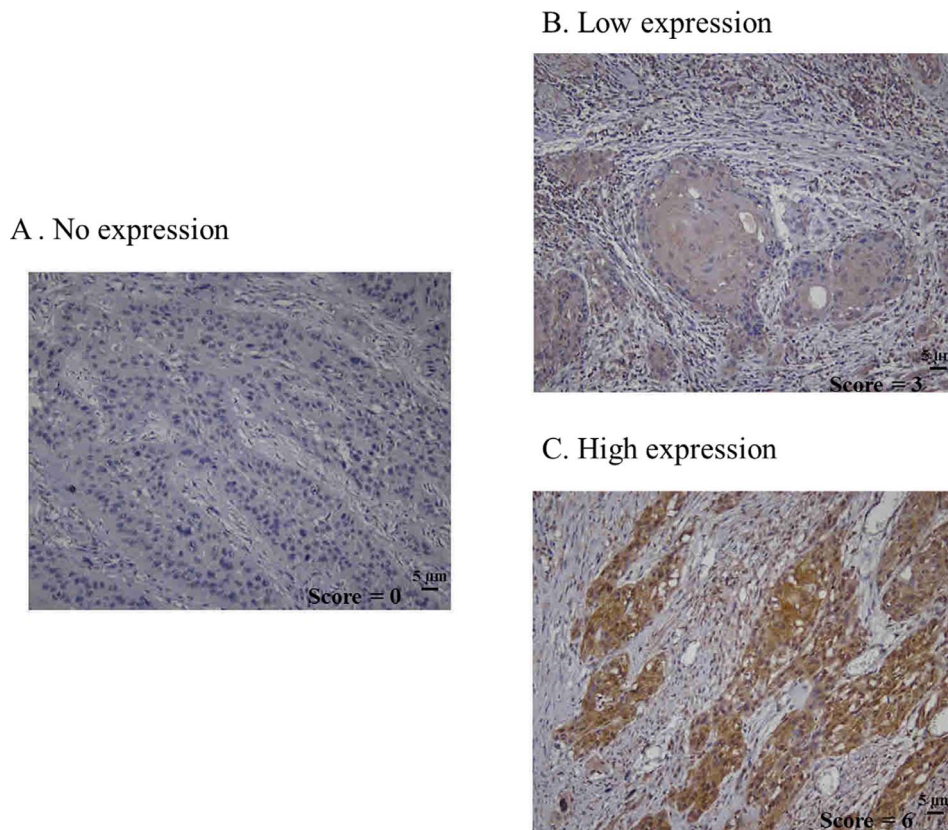 A . No expression
5 μm
Score = 0
B. Low expression
5 μm
Score = 3
C. High expression
5 μm
Score = 6